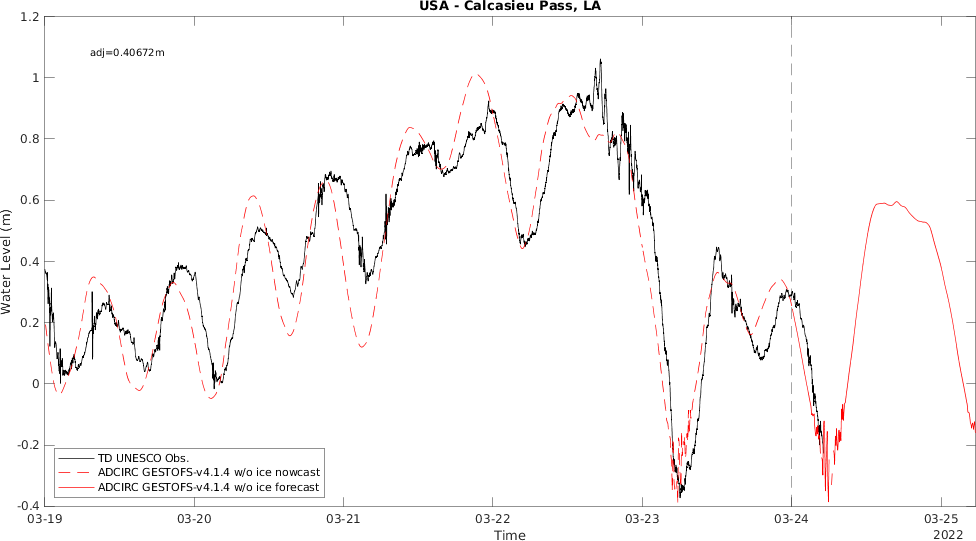 USA - Calcasieu Pass, LA
adj=0.40672m
1.2
1
0.8
0.6
0.4
0.2
0
-0.2
-0.4
Water Level (m)
TD UNESCO Obs.
ADCIRC GESTOFS-v4.1.4 w/o ice nowcast
ADCIRC GESTOFS-v4.1.4 w/o ice forecast
03-19
03-20
03-21
03-22
03-23
03-24
03-25
Time
2022